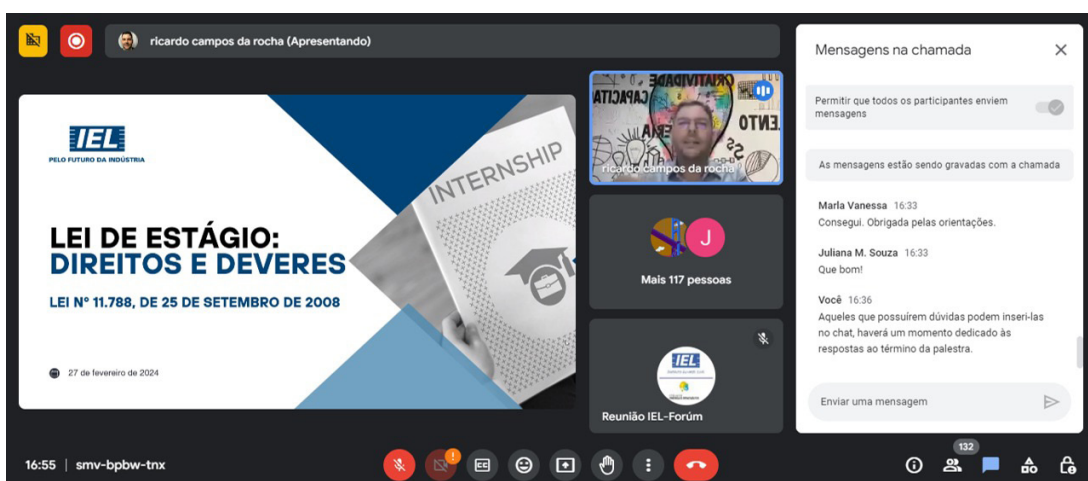 ricardo campos da rocha (Apresentando)
IEL
PELO FUTURO DA INDÚSTRIA
INTERNSHIP
LEI DE ESTÁGIO:
DIREITOS E DEVERES
LEI Nº 11.788, DE 25 DE SETEMBRO DE 2008
27 de fevereiro de 2024
ricardo campos da rocha
J
Mais 117 pessoas
IEL
Reunião IEL-Forúm
Mensagens na chamada
Permitir que todos os participantes enviem
mensagens
As mensagens estão sendo gravadas com a chamada
Marla Vanessa 16:33
Consegui. Obrigada pelas orientações.
Juliana M. Souza 16:33
Que bom!
Você 16:36
Aqueles que possuírem dúvidas podem inseri-las
no chat, haverá um momento dedicado às
respostas ao término da palestra.
Enviar uma mensagem
16:55 | smv-bpbw-tnx
CC
132